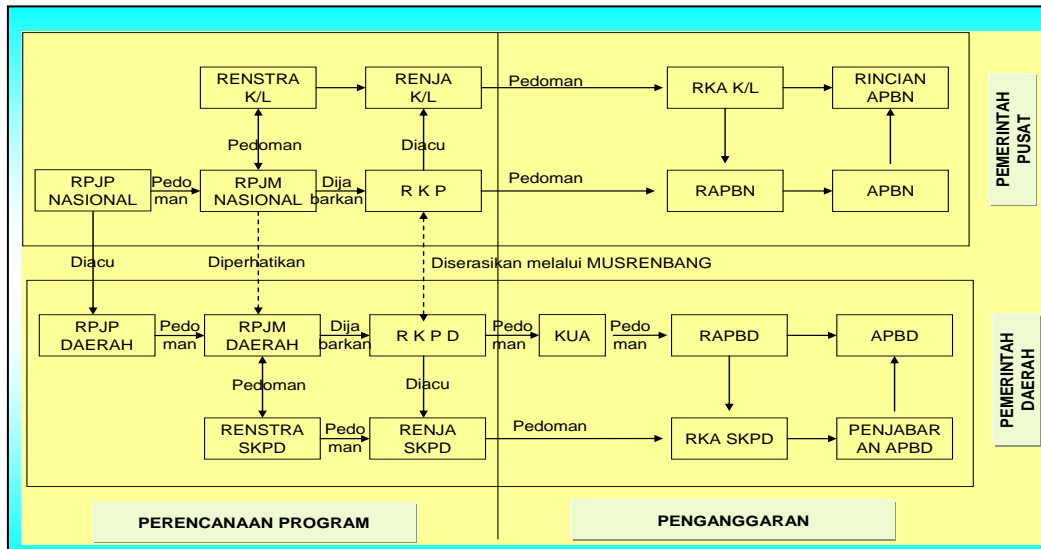 RENSTRA
K/L
RENJA
K/L
Pedoman
RKA K/L
RINCIAN
APBN
Pedoman
Diacu
RPJP
NASIONAL
Pedo
man
RPJM
NASIONAL
Dija
barkan
R K P
Pedoman
RAPBN
APBN
PEMERINTAH
PUSAT
Diacu
Diperhatikan
Diserasikan melalui MUSRENBANG
RPJP
DAERAH
Pedo
man
RPJM
DAERAH
Dija
barkan
R K P D
Pedo
man
KUA
Pedo
man
RAPBD
APBD
Pedoman
Diacu
RENSTRA
SKPD
Pedo
man
RENJA
SKPD
Pedoman
RKA SKPD
PENJABAR
AN APBD
PEMERINTAH
DAERAH
PERENCANAAN PROGRAM
PENGANGGARAN